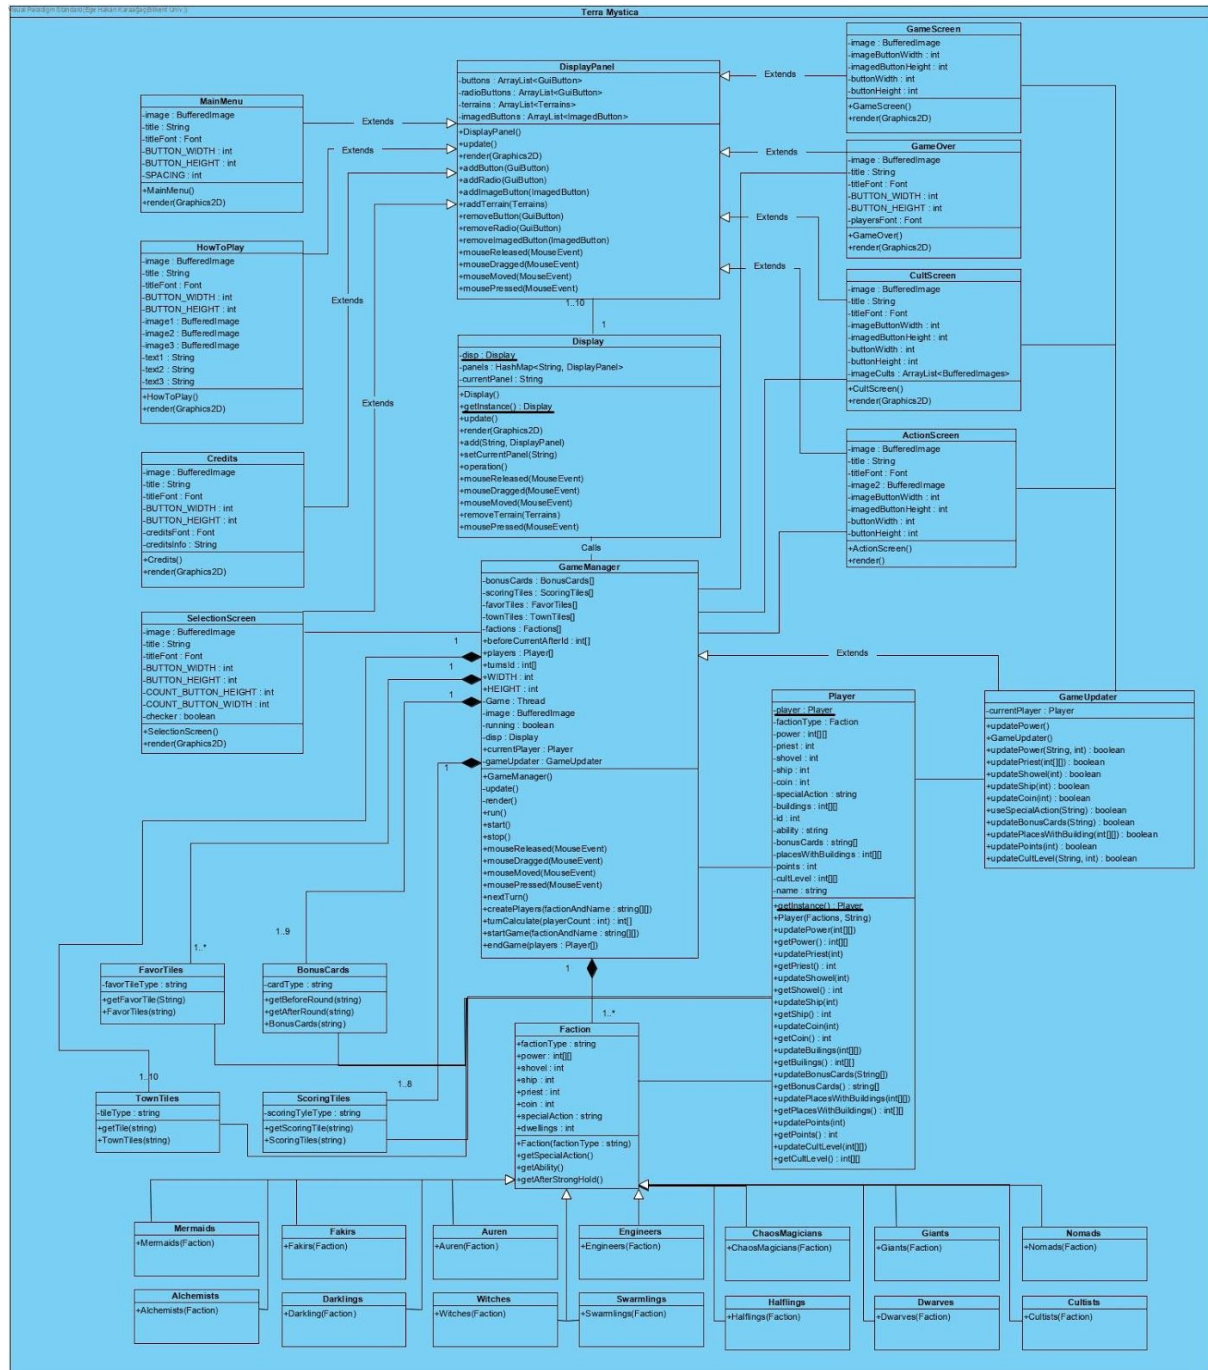 Visual Paradigm Standard(Ege Hakan Karaağaç(Bilkent Univ.))
Terra Mystica
GameScreen
-image : BufferedImage
-imageButtonWidth : int
-imagedButtonHeight : int
-buttonWidth : int
-buttonHeight : int
+GameScreen()
+render(Graphics2D)
DisplayPanel
-buttons : ArrayList<GuiButton>
-radioButtons : ArrayList<GuiButton>
-terrains : ArrayList<Terrains>
-imagedButtons : ArrayList<ImagedButton>
+DisplayPanel()
+update()
+render(Graphics2D)
+addButton(GuiButton)
+addRadio(GuiButton)
+addImageButton(ImagedButton)
+raddTerrain(Terrains)
+removeButton(GuiButton)
+removeRadio(GuiButton)
+removeImagedButton(ImagedButton)
+mouseReleased(MouseEvent)
+mouseDragged(MouseEvent)
+mouseMoved(MouseEvent)
+mousePressed(MouseEvent)
Extends
Extends
Extends
Extends
MainMenu
-image : BufferedImage
-title : String
-titleFont : Font
-BUTTON_WIDTH : int
-BUTTON_HEIGHT : int
-SPACING : int
+MainMenu()
+render(Graphics2D)
Extends
Extends
Extends
Extends
GameOver
-image : BufferedImage
-title : String
-titleFont : Font
-BUTTON_WIDTH : int
-BUTTON_HEIGHT : int
-playersFont : Font
+GameOver()
+render(Graphics2D)
HowToPlay
-image : BufferedImage
-title : String
-titleFont : Font
-BUTTON_WIDTH : int
-BUTTON_HEIGHT : int
-image1 : BufferedImage
-image2 : BufferedImage
-image3 : BufferedImage
-text1 : String
-text2 : String
-text3 : String
+HowToPlay()
+render(Graphics2D)
CultScreen
-image : BufferedImage
-title : String
-titleFont : Font
-imageButtonWidth : int
-imagedButtonHeight : int
-buttonWidth : int
-buttonHeight : int
-imageCults : ArrayList<BufferedImages>
+CultScreen()
+render(Graphics2D)
1..10
1
Display
-disp : Display
-panels : HashMap<String, DisplayPanel>
-currentPanel : String
+Display()
+getInstance() : Display
+update()
+render(Graphics2D)
+add(String, DisplayPanel)
+setCurrentPanel(String)
+operation()
+mouseReleased(MouseEvent)
+mouseDragged(MouseEvent)
+mouseMoved(MouseEvent)
+removeTerrain(Terrains)
+mousePressed(MouseEvent)
Calls
ActionScreen
-image : BufferedImage
-title : String
-titleFont : Font
-image2 : BufferedImage
-imageButtonWidth : int
-imagedButtonHeight : int
-buttonWidth : int
-buttonHeight : int
+ActionScreen()
+render()
Credits
-image : BufferedImage
-title : String
-titleFont : Font
-BUTTON_WIDTH : int
-BUTTON_HEIGHT : int
-creditsFont : Font
-creditsInfo : String
+Credits()
+render(Graphics2D)
GameManager
-bonusCards : BonusCards[]
-scoringTiles : ScoringTiles[]
-favorTiles : FavorTiles[]
-townTiles : TownTiles[]
-factions : Factions[]
+beforeCurrentAfterId : int[]
+players : Player[]
+turnsId : int[]
+WIDTH : int
+HEIGHT : int
-Game : Thread
-image : BufferedImage
-running : boolean
-disp : Display
+currentPlayer : Player
-gameUpdater : GameUpdater
+GameManager()
-update()
-render()
+run()
+start()
+stop()
+mouseReleased(MouseEvent)
+mouseDragged(MouseEvent)
+mouseMoved(MouseEvent)
+mousePressed(MouseEvent)
+nextTurn()
+createPlayers(factionAndName : string[][])
+turnCalculate(playerCount : int) : int[]
+startGame(factionAndName : string[][])
+endGame(players : Player[])
SelectionScreen
-image : BufferedImage
-title : String
-titleFont : Font
-BUTTON_WIDTH : int
-BUTTON_HEIGHT : int
-COUNT_BUTTON_HEIGHT : int
-COUNT_BUTTON_WIDTH : int
-checker : boolean
+SelectionScreen()
+render(Graphics2D)
1
1
1
1
Extends
GameUpdater
-currentPlayer : Player
+updatePower()
+GameUpdater()
+updatePower(String, int) : boolean
+updatePriest(int[][]) : boolean
+updateShowel(int) : boolean
+updateShip(int) : boolean
+updateCoin(int) : boolean
+useSpecialAction(String) : boolean
+updateBonusCards(String) : boolean
+updatePlacesWithBuilding(int[][]) : boolean
+updatePoints(int) : boolean
+updateCultLevel(String, int) : boolean
Player
-player : Player
-factionType : Faction
-power : int[][]
-priest : int
-shovel : int
-ship : int
-coin : int
-specialAction : string
-buildings : int[][]
-id : int
-ability : string
-bonusCards : string[]
-placesWithBuildings : int[][]
-points : int
-cultLevel : int[][]
-name : string
+getInstance() : Player
+Player(Factions, String)
+updatePower(int[][])
+getPower() : int[][]
+updatePriest(int)
+getPriest() : int
+updateShowel(int)
+getShowel() : int
+updateShip(int)
+getShip() : int
+updateCoin(int)
+getCoin() : int
+updateBuilings(int[][])
+getBuilings() : int[][]
+updateBonusCards(String[])
+getBonusCards() : string[]
+updatePlacesWithBuildings(int[][])
+getPlacesWithBuildings() : int[][]
+updatePoints(int)
+getPoints() : int
+updateCultLevel(int[][])
+getCultLevel() : int[][]
1..*
1..9
FavorTiles
-favorTileType : string
+getFavorTile(String)
+FavorTiles(string)
BonusCards
-cardType : String
+getBeforeRound(string)
+getAfterRound(string)
+BonusCards(string)
1
1..*
1..10
1..8
TownTiles
-tileType : string
+getTile(string)
+TownTiles(string)
ScoringTiles
-scoringTyleType : String
+getScoringTile(String)
+ScoringTiles(string)
Faction
+factionType : string
+power : int[][]
+shovel : int
+ship : int
+priest : int
+coin : int
+specialAction : string
+dwellings : int
+Faction(factionType : string)
+getSpecialAction()
+getAbility()
+getAfterStrongHold()
Mermaids
+Mermaids(Faction)
Fakirs
+Fakirs(Faction)
Auren
+Auren(Faction)
Engineers
+Engineers(Faction)
ChaosMagicians
+ChaosMagicians(Faction)
Giants
+Giants(Faction)
Nomads
+Nomads(Faction)
Alchemists
+Alchemists(Faction)
Darklings
+Darkling(Faction)
Witches
+Witches(Faction)
Swarmlings
+Swarmlings(Faction)
Halflings
+Halflings(Faction)
Dwarves
+Dwarves(Faction)
Cultists
+Cultists(Faction)